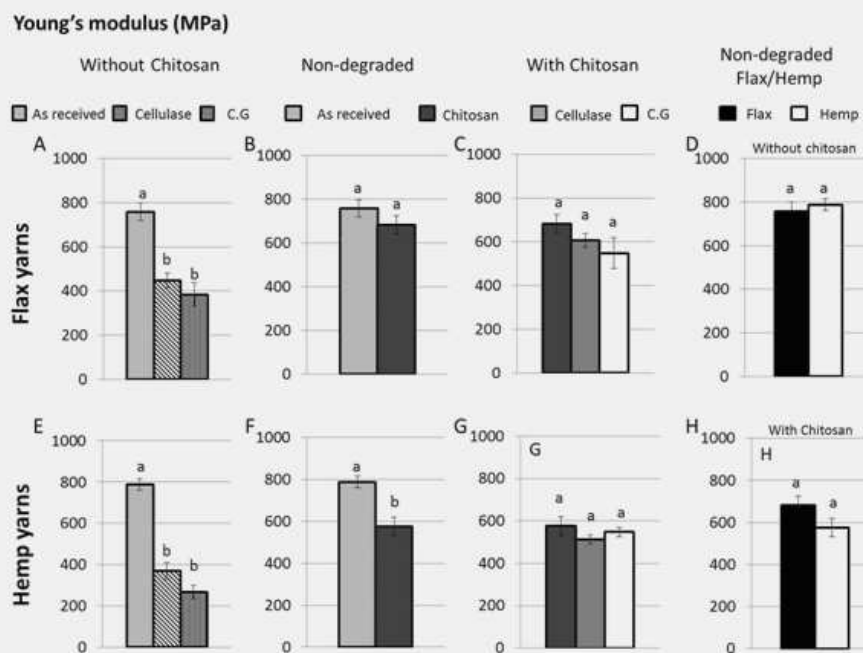 Young's modulus (MPa)
Without Chitosan
Non-degraded
With Chitosan
Non-degraded
Flax/Hemp
As received Cellulase C.G
As received Chitosan
Cellulase C.G
Flax Hemp
Flax yarns
A
1000
800
600
400
200
0
a
b b
B
1000
800
600
400
200
0
a a
C
1000
800
600
400
200
0
a a a
D
Without chitosan
1000
800
600
400
200
0
a a
Hemp yarns
E
1000
800
600
400
200
0
a
b b
F
1000
800
600
400
200
0
a
b
G
1000
800
600
400
200
0
G
a a a
H
With Chitosan
1000
800
600
400
200
0
H
a a